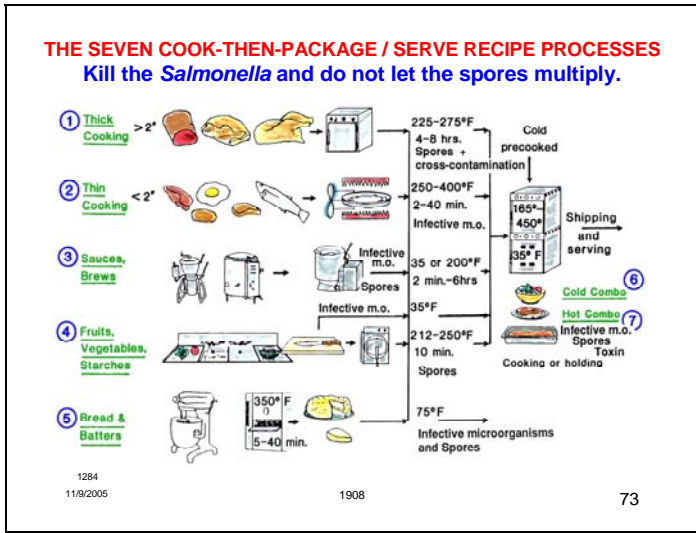 THE SEVEN COOK-THEN-PACKAGE / SERVE RECIPE PROCESSES
Kill the Salmonella and do not let the spores multiply.
1 Thick
Cooking
>2"
225-275°F
4-8 hrs.
Spores +
cross-contamination
Cold
precooked
2 Thin
Cooking
<2"
250-400°F
2-40 min.
Infective m.o.
165°-
450°
35° F
Shipping
and
serving
3 Sauces,
Brews
Infective
m.o.
Spores
35 or 200°F
2 min.-6hrs
6
Cold Combo
Hot Combo
7
Infective m.o.
Spores
Toxin
Cooking or holding
4 Fruits,
Vegetables,
Starches
Infective m.o.
35°F
212-250°F
10 min.
Spores
5 Bread &
Batters
350° F
5-40 min.
75°F
Infective microorganisms
and Spores
1284
11/9/2005
1908
73